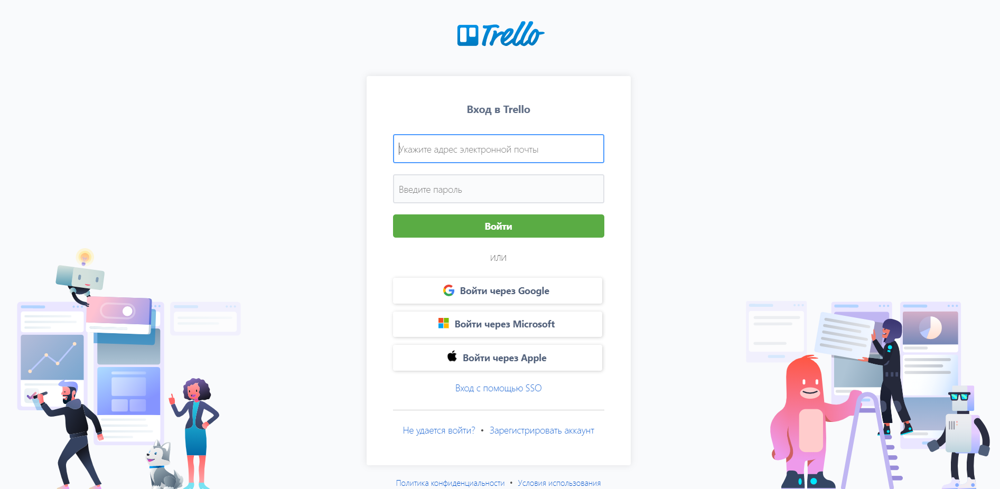 Trello
Вход в Trello
Укажите адрес электронной почты
Введите пароль
Войти
ИЛИ
Войти через Google
Войти через Microsoft
Войти через Apple
Вход с помощью SSO
Не удается войти? • Зарегистрировать аккаунт
Политика конфиденциальности • Условия использования